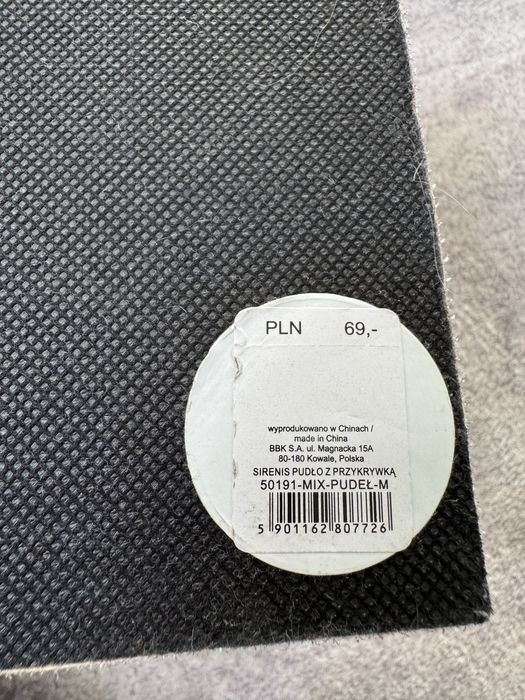 PLN 69,-
wyprodukowano w Chinach /
made in China
BBK S.A. ul. Magnacka 15A
80-180 Kowale, Polska
SIRENIS PUDŁO Z PRZYKRYWKĄ
50191-MIX-PUDEŁ-M
5 901162 807726